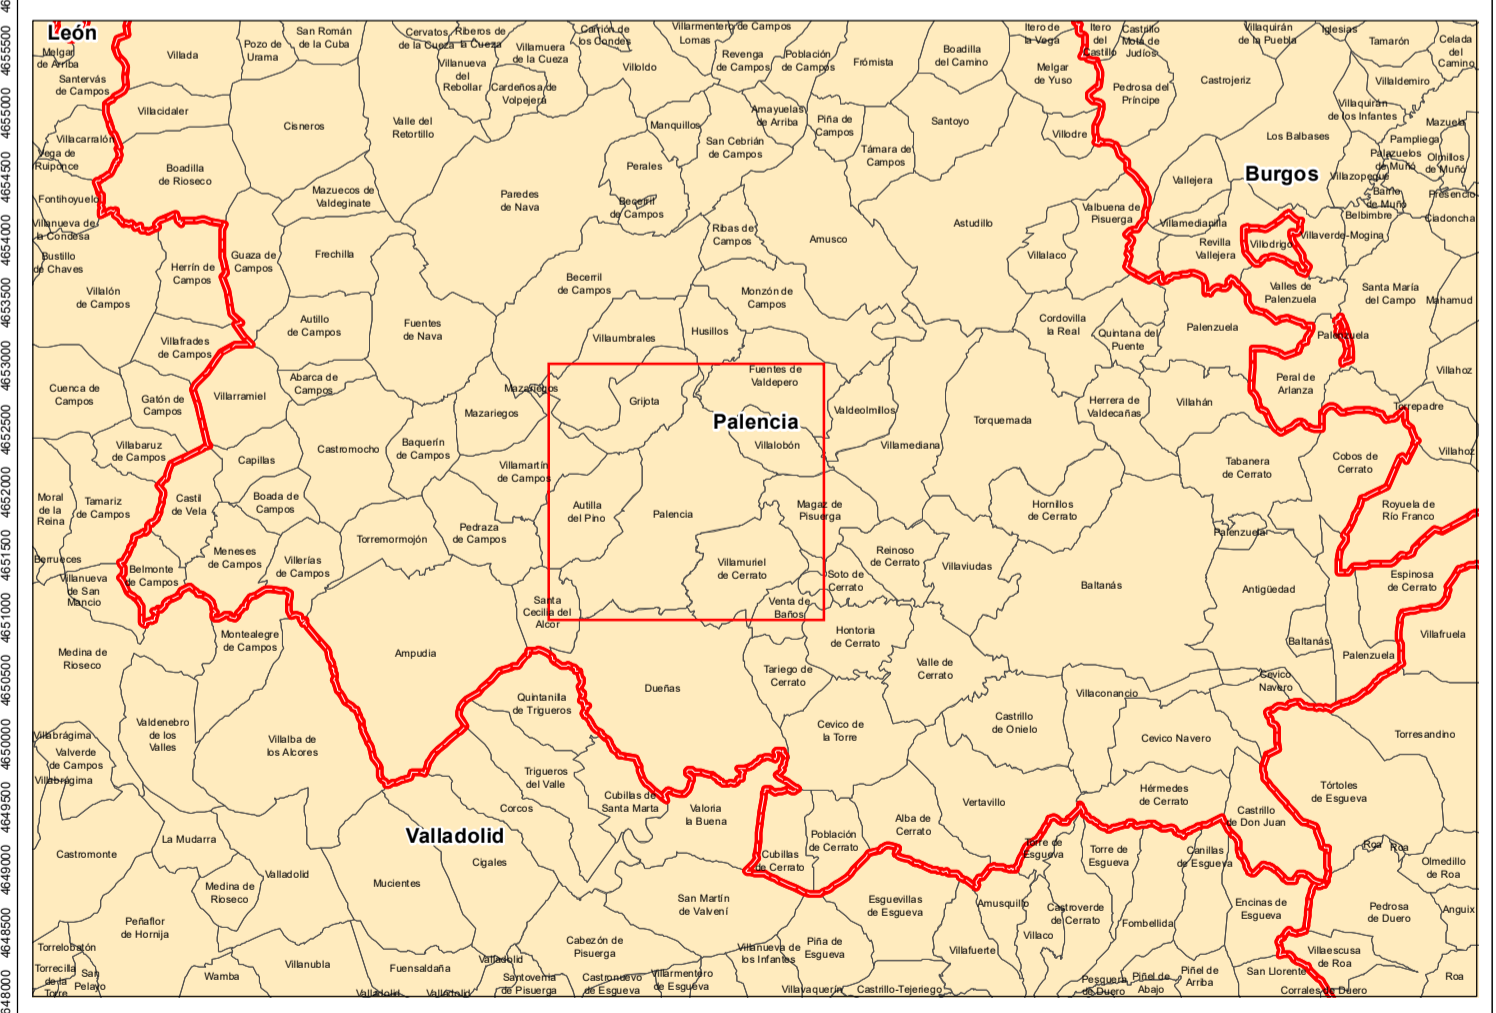 León
Melgar
de Arriba
Santervás
de Campos
Villada
Pozo de
Urama
San Román
de la Cuba
Cervatos
de la Cueza
Riberos de
la Cueza
Villamuera
de la Cueza
Villanueva
del
Rebollar
Cardeñosa de
Volpejera
Carrión de
los Condes
Villoldo
Villarmentero de Campos
Lomas
Revenga
de Campos
Población
de Campos
Frómista
Boadilla
del Camino
Itero de
la Vega
Melgar
de Yuso
Itero
del
Castillo
Castrillo
Mota de
Judíos
Pedrosa del
Príncipe
Villaquirán
de la Puebla
Castrojeriz
Iglesias
Tamarón
Celada
del
Camino
Villaldemiro
Villaquirán
de los Infantes
Mazuela
Los Balbases
Pampliega
Palazuelos
de Muñó
Olmillos
de Muñó
Villazopeque
Barrio
de Muñó
Presencio
Belbimbre
Ciadoncha
Burgos
Villacidaler
Villacarralón
Vega de
Ruiponce
Boadilla
de Rioseco
Cisneros
Valle del
Retortillo
Mazuecos de
Valdeginate
Paredes
de Nava
Manquillos
Perales
Becerril
de Campos
San Cebrián
de Campos
Amayuelas
de Arriba
Piña de
Campos
Támara de
Campos
Santoyo
Villodre
Vallejera
Villamedianilla
Revilla
Vallejera
Villodrigo
Villaverde-Mogina
Fontihoyuelo
Villanueva de
la Condesa
Bustillo
de Chaves
Villalón
de Campos
Herrín de
Campos
Guaza de
Campos
Frechilla
Ribas de
Campos
Amusco
Astudillo
Valbuena de
Pisuerga
Villalaco
Valles de
Palenzuela
Santa María
del Campo
Mahamud
Becerril
de Campos
Monzón de
Campos
Autillo
de Campos
Fuentes
de Nava
Villaumbrales
Husillos
Cordovilla
la Real
Quintana del
Puente
Palenzuela
Palenzuela
Villafrades
de Campos
Cuenca de
Campos
Gatón de
Campos
Villarramiel
Abarca de
Campos
Mazariegos
Mazariegos
Grijota
Fuentes de
Valdepero
Palencia
Valdeolmillos
Torquemada
Herrera de
Valdecañas
Villahán
Peral de
Arlanza
Villahoz
Torrepadre
Villahoz
Villabaruz
de Campos
Capillas
Castromocho
Baquerín
de Campos
Villamartín
de Campos
Villalobón
Villamediana
Tabanera
de Cerrato
Cobos de
Cerrato
Moral
de la
Reina
Tamariz
de Campos
Castil
de Vela
Boada de
Campos
Autilla
del Pino
Palencia
Magaz de
Pisuerga
Hornillos
de Cerrato
Royuela de
Río Franco
Pedraza
de Campos
Torremormojón
Palenzuela
Berrueces
Villanueva
de San
Mancio
Belmonte
de Campos
Meneses
de Campos
Villerías
de Campos
Villamuriel
de Cerrato
Reinoso
de Cerrato
Soto de
Cerrato
Villaviudas
Baltanás
Antigüedad
Espinosa
de Cerrato
Santa
Cecilia del
Alcor
Venta de
Baños
Hontoria
de Cerrato
Baltanás
Palenzuela
Villafruela
Medina de
Rioseco
Montealegre
de Campos
Ampudia
Dueñas
Tariego de
Cerrato
Valle de
Cerrato
Villaconancio
Cevico
Navero
Quintanilla
de Trigueros
Valdenebro
de los
Valles
Villalba de
los Alcores
Cevico de
la Torre
Castrillo
de Onielo
Cevico Navero
Torresandino
Villabrágima
Valverde
de Campos
Villabrágima
Trigueros
del Valle
Corcos
Cubillas de
Santa Marta
Valoria
la Buena
Vertavillo
Hérmedes
de Cerrato
Tórtoles
de Esgueva
Castrillo
de Don Juan
Valladolid
Cigales
La Mudarra
Castromonte
Población
de Cerrato
Alba de
Cerrato
Cubillas
de Cerrato
Torre de
Esgueva
Torre de
Esgueva
Canillas
de Esgueva
Roa
Roa
Olmedillo
de Roa
Medina de
Rioseco
Valladolid
Mucientes
San Martín
de Valvení
Esguevillas
de Esgueva
Amusquillo
Castroverde
de Cerrato
Fombellida
Encinas de
Esgueva
Pedrosa
de Duero
Anguix
Peñaflor
de Hornija
Cabezón de
Pisuerga
Villanueva de
los Infantes
Piña de
Esgueva
Villafuerte
Villaco
Villaescusa
de Roa
Torrelobatón
Torrecilla
de la
Torre
San
Pelayo
Wamba
Villanubla
Fuensaldaña
Valladolid
Santovenia
de Pisuerga
Castronuevo
de Esgueva
Villarmentero
de Esgueva
Villavaquerín
Castrillo-Tejeriego
Pesquera
de Duero
Piñel de
Abajo
Piñel de
Arriba
San Llorente
Corrales de Duero
Roa
Valladolid
Valladolid
4655500
4655000
4654500
4654000
4653500
4653000
4652500
4652000
4651500
4651000
4650500
4650000
4649500
4649000
4648500